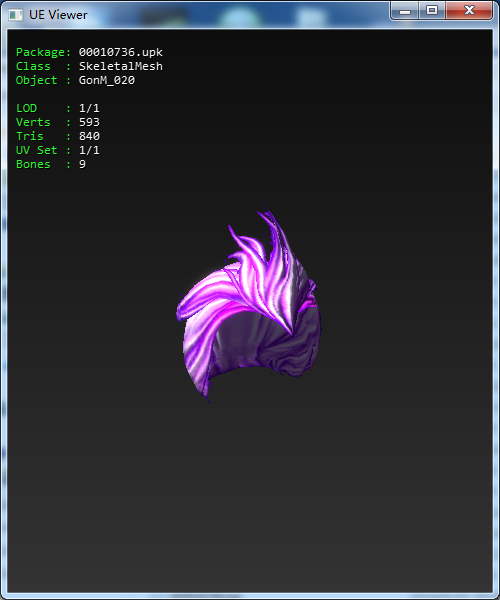 UE Viewer
Package: 00010736.upk
Class : SkeletalMesh
Object : GonM_020
LOD : 1/1
Verts : 593
Tris : 840
UV Set : 1/1
Bones : 9